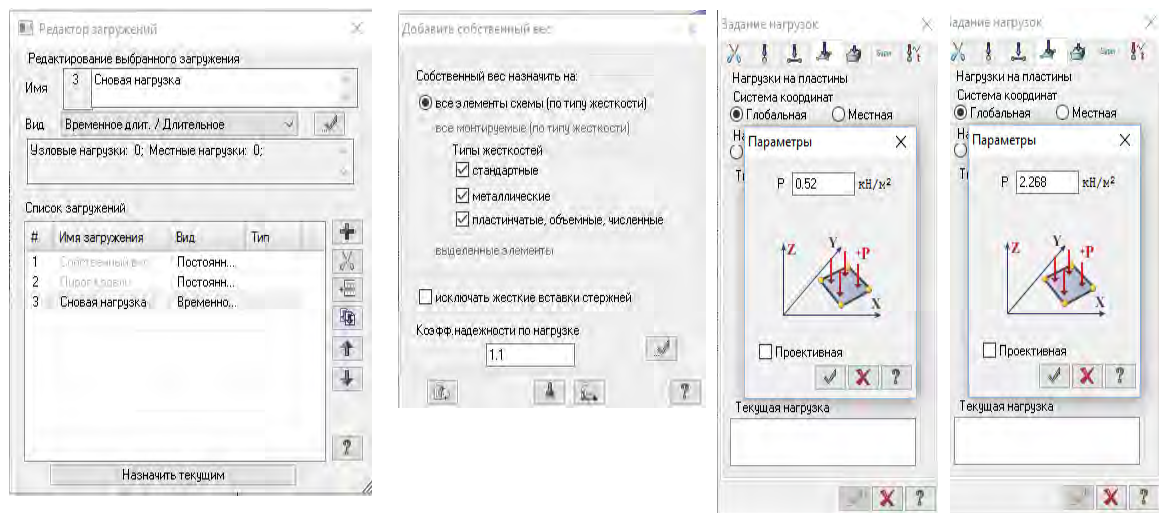 Редактор загружений
Редактирование выбранного загружения
Имя
3
Сновая нагрузка
Вид
Временное длит. / Длительное
Узловые нагрузки: 0; Местные нагрузки: 0;
Список загружений
# Имя загружения Вид Тип
1 Собственный вес Постоянн...
2 Пирог кровли Постоянн...
3 Сновая нагрузка Временно...
Назначить текущим
Добавить собственный вес
Собственный вес назначить на:
все элементы схемы (по типу жесткости)
все монтируемые (по типу жесткости)
Типы жесткостей
стандартные
металлические
пластинчатые, объемные, численные
выделенные элементы
исключать жесткие вставки стержней
Коэфф.надежности по нагрузке
1.1
?
Задание нагрузок
Нагрузки на пластины
Система координат
Глобальная Местная
Параметры
P 0.52 кН/м²
Z Y +P
X
Проективная
?
Текущая нагрузка
?
адание нагрузок
Нагрузки на пластины
Система координат
Глобальная Местная
Параметры
P 2.268 кН/м²
Z Y +P
X
Проективная
?
Текущая нагрузка
?